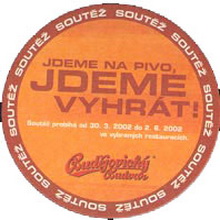 SOUTĚŽ SOUTĚŽ SOUTĚŽ SOUTĚŽ SOUTĚŽ SOUTĚŽ SOUTĚŽ SOUTĚŽ
JDEME NA PIVO,
JDEME
VYHRÁT!
Soutěž probíhá od 30. 3. 2002 do 2. 6. 2002
ve vybraných restauracích.
Budějovický
Budvar